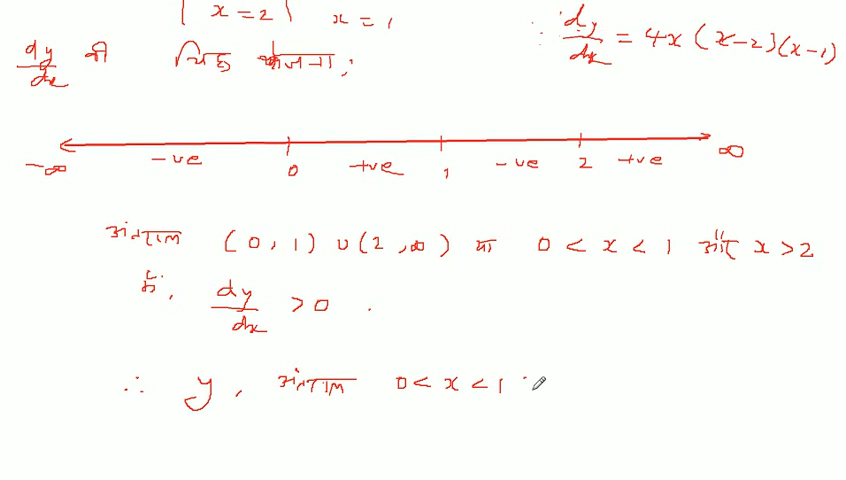 x = 2 x = 1
∵ dy/dx = 4x (x-2)(x-1)
dy/dx की चिह्न योजना,
-∞ -ve 0 +ve 1 -ve 2 +ve ∞
अंतराल (0, 1) ∪ (2, ∞) या 0 < x < 1 और x > 2
में, dy/dx > 0 .
∴ y, अंतराल 0 < x < 1